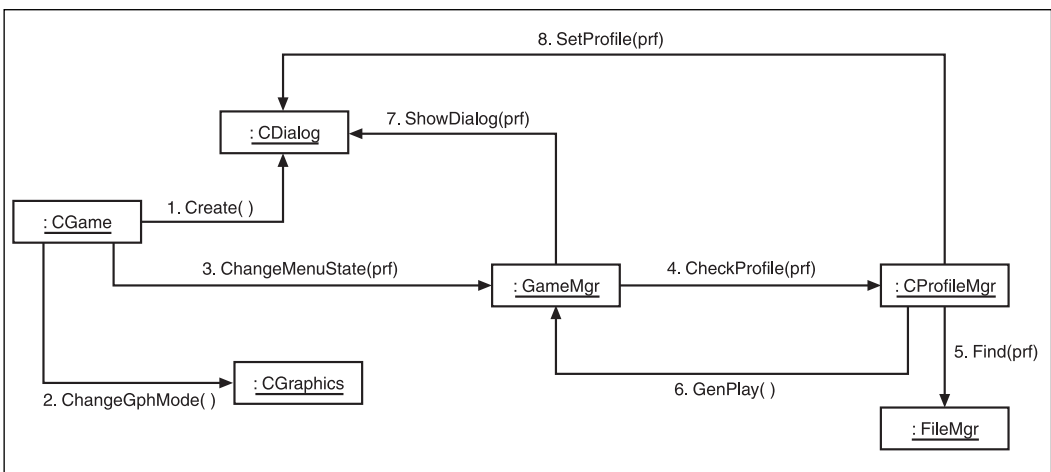 8. SetProfile(prf)
7. ShowDialog(prf)
: CDialog
1. Create( )
: CGame
3. ChangeMenuState(prf)
4. CheckProfile(prf)
: GameMgr
: CProfileMgr
5. Find(prf)
: CGraphics
6. GenPlay( )
2. ChangeGphMode( )
: FileMgr